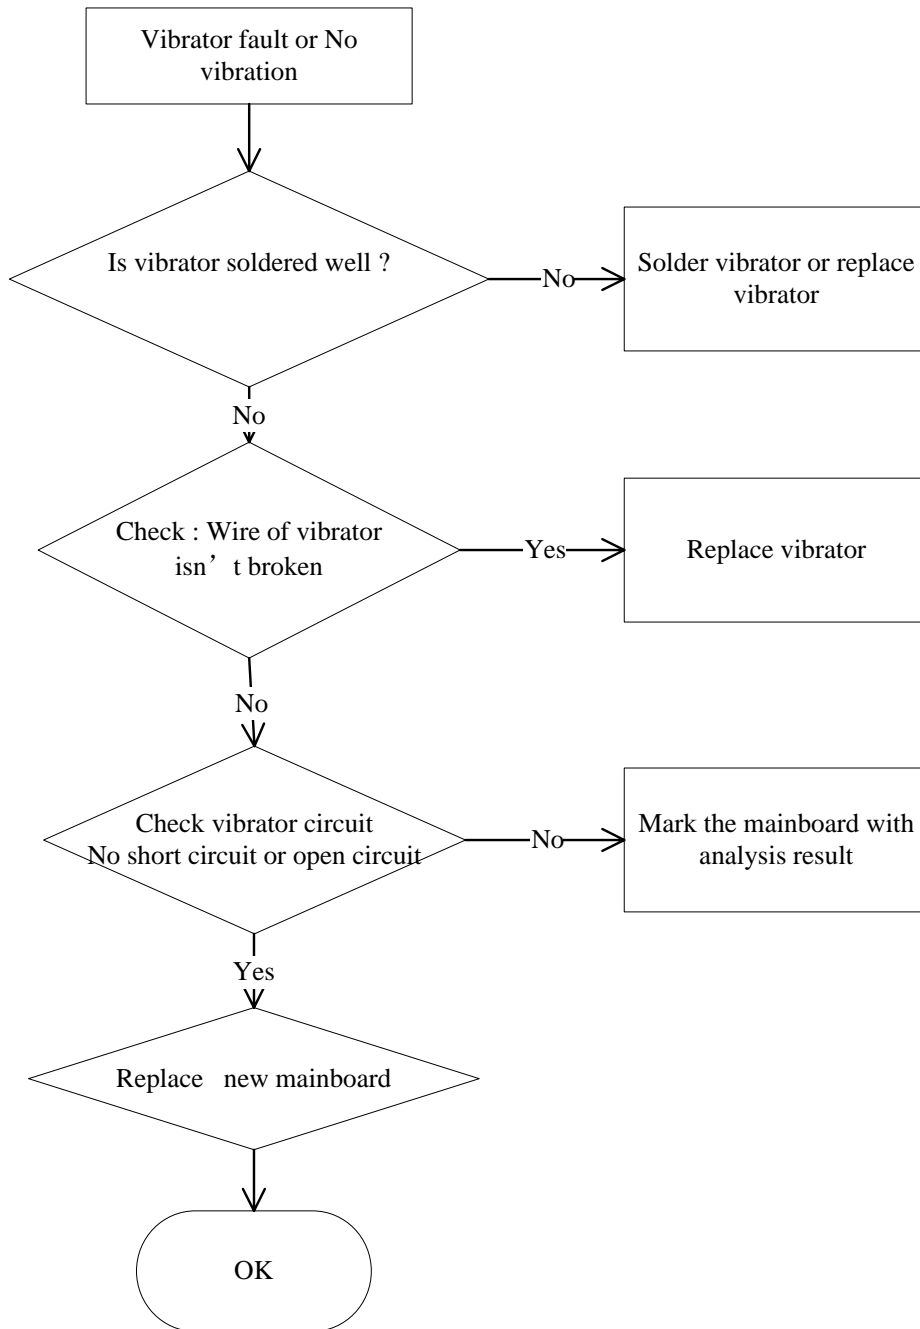 Vibrator fault or No
vibration
Is vibrator soldered well ?
No
Solder vibrator or replace
vibrator
No
Check : Wire of vibrator
isn’ t broken
Yes
Replace vibrator
No
Check vibrator circuit
No short circuit or open circuit
No
Mark the mainboard with
analysis result
Yes
Replace new mainboard
OK